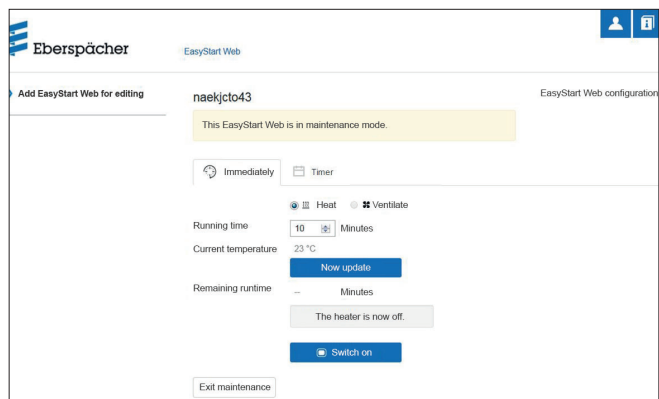 Eberspächer
EasyStart Web
Add EasyStart Web for editing
naekjcto43
EasyStart Web configuration
This EasyStart Web is in maintenance mode.
Immediately
Timer
Heat
Ventilate
Running time
10
Minutes
Current temperature
23 °C
Now update
Remaining runtime
--
Minutes
The heater is now off.
Switch on
Exit maintenance